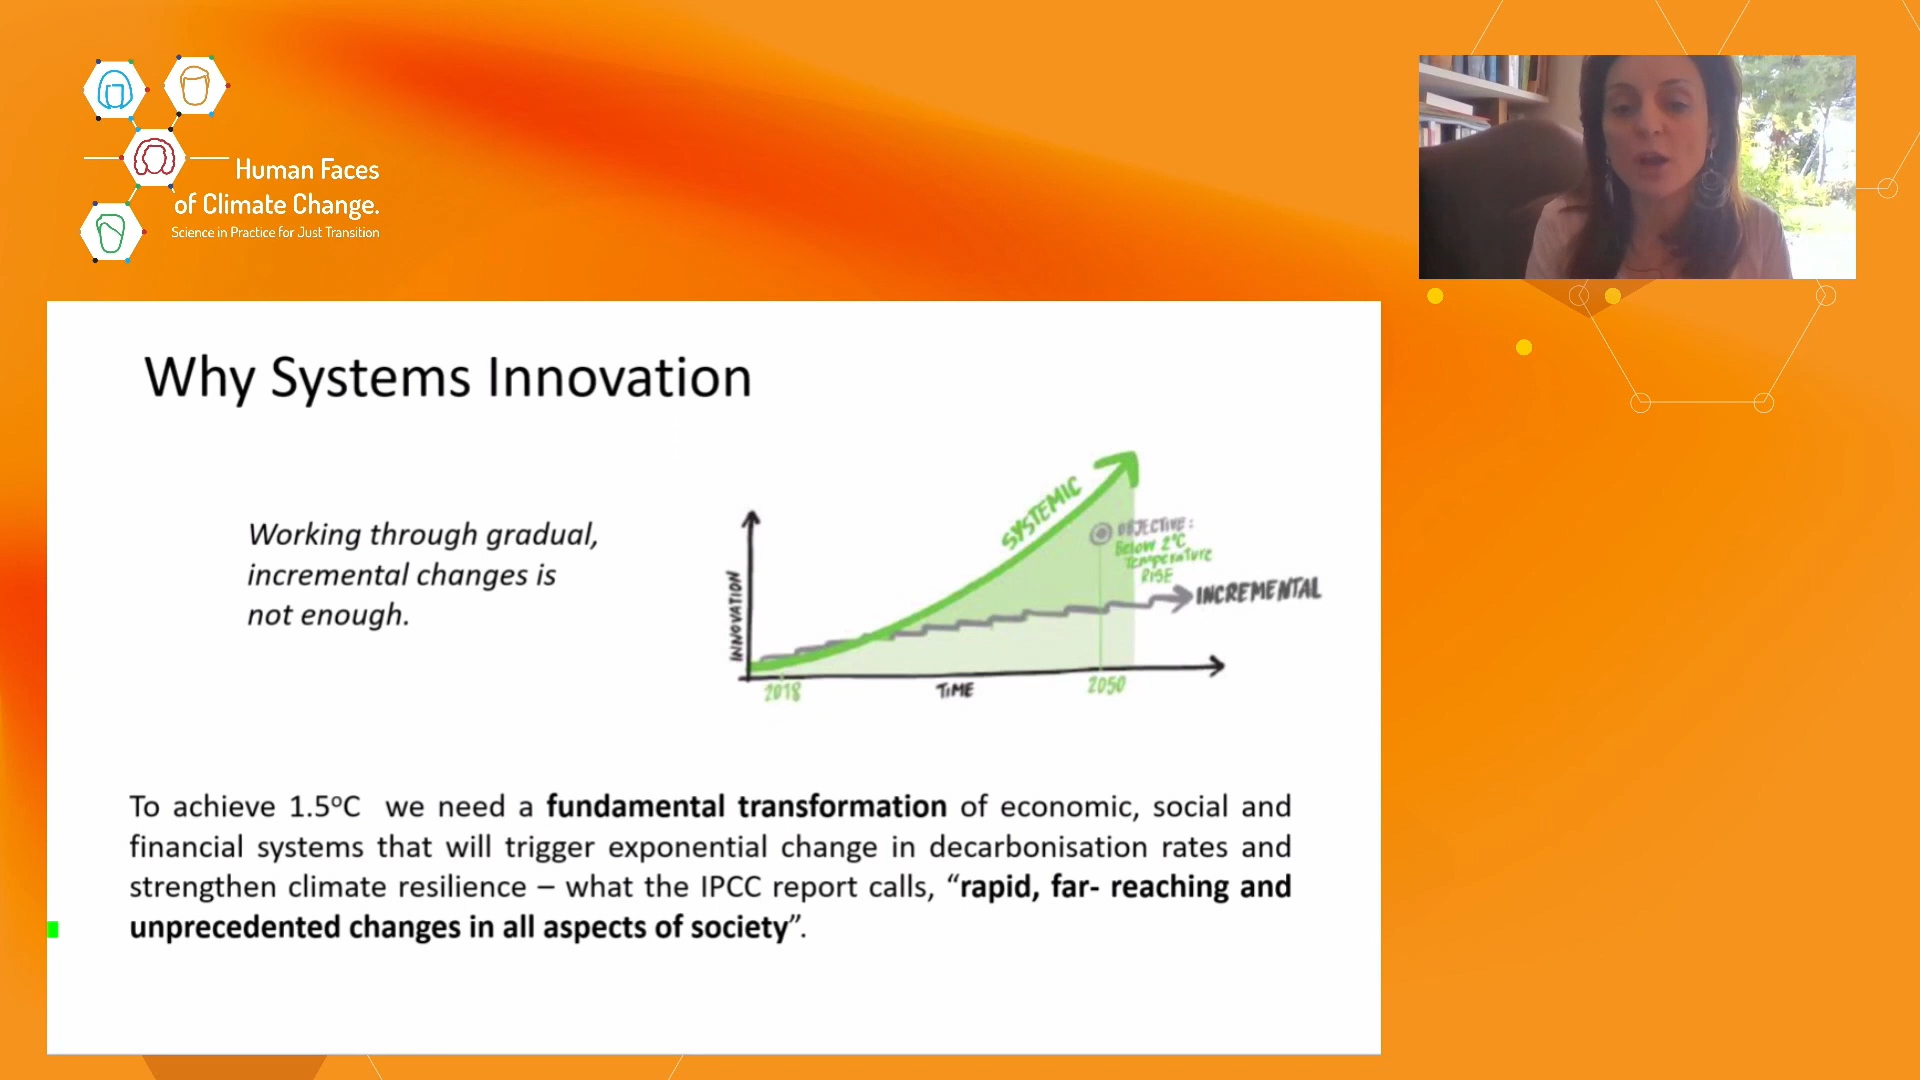 Human Faces
of Climate Change.
Science in Practice for Just Transition
Why Systems Innovation
Working through gradual,
incremental changes is
not enough.
INNOVATION
SYSTEMIC
OBJECTIVE:
Below 2°C
Temperature
RISE
INCREMENTAL
2018
TIME
2050
To achieve 1.5°C we need a fundamental transformation of economic, social and
financial systems that will trigger exponential change in decarbonisation rates and
strengthen climate resilience – what the IPCC report calls, “rapid, far- reaching and
unprecedented changes in all aspects of society”.